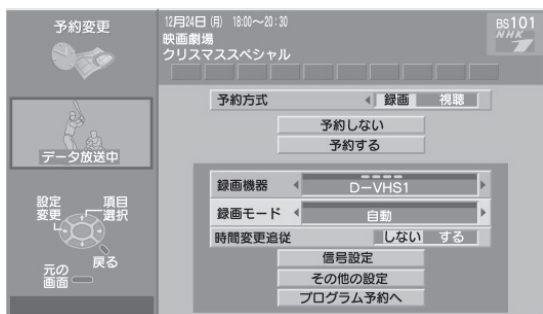 予約変更
12月24日(月) 18:00～20:30
映画劇場
クリスマススペシャル
BS101
NHK
7
予約方式 録画 視聴
予約しない
予約する
データ放送中
録画機器 D-VHS1
録画モード 自動
時間変更追従 しない する
信号設定
その他の設定
プログラム予約へ
設定変更
項目選択
戻る
元の画面